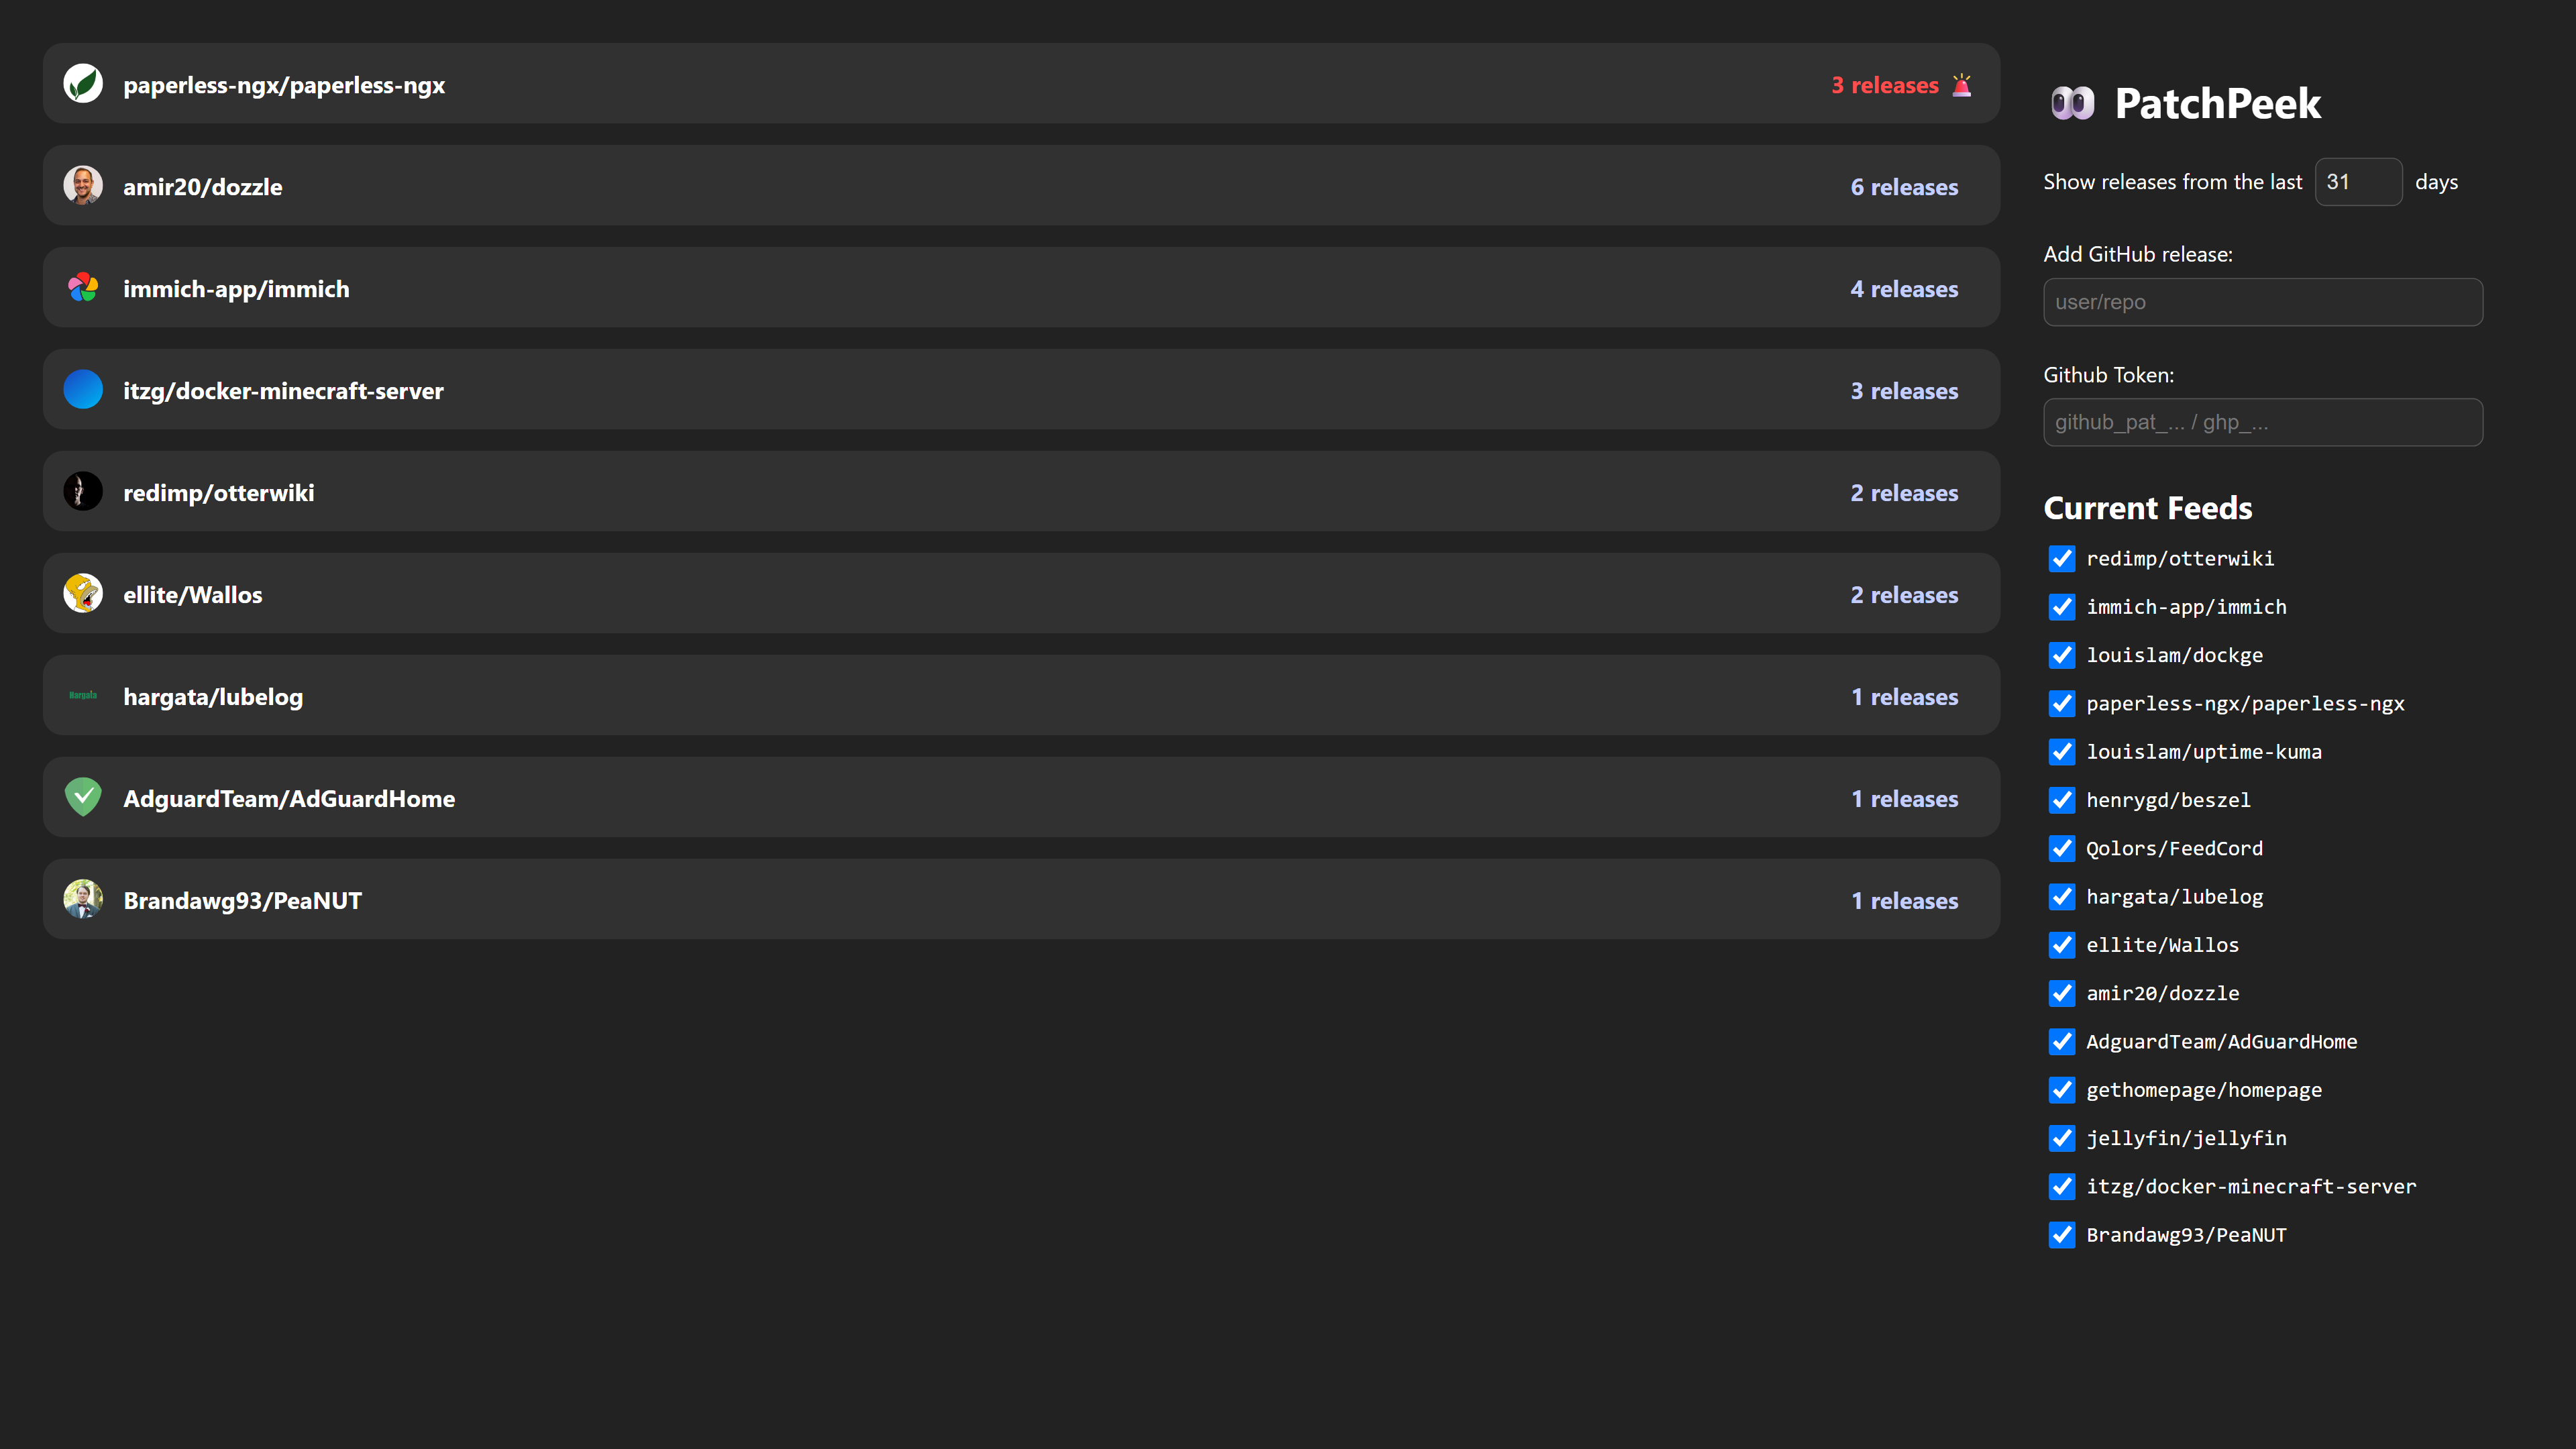 paperless-ngx/paperless-ngx 3 releases 🚨
amir20/dozzle 6 releases
immich-app/immich 4 releases
itzg/docker-minecraft-server 3 releases
redimp/otterwiki 2 releases
ellite/Wallos 2 releases
Hargata hargata/lubelog 1 releases
AdguardTeam/AdGuardHome 1 releases
Brandawg93/PeaNUT 1 releases
👀 PatchPeek
Show releases from the last 31 days
Add GitHub release:
user/repo
Github Token:
github_pat_... / ghp_...
Current Feeds
redimp/otterwiki
immich-app/immich
louislam/dockge
paperless-ngx/paperless-ngx
louislam/uptime-kuma
henrygd/beszel
Qolors/FeedCord
hargata/lubelog
ellite/Wallos
amir20/dozzle
AdguardTeam/AdGuardHome
gethomepage/homepage
jellyfin/jellyfin
itzg/docker-minecraft-server
Brandawg93/PeaNUT